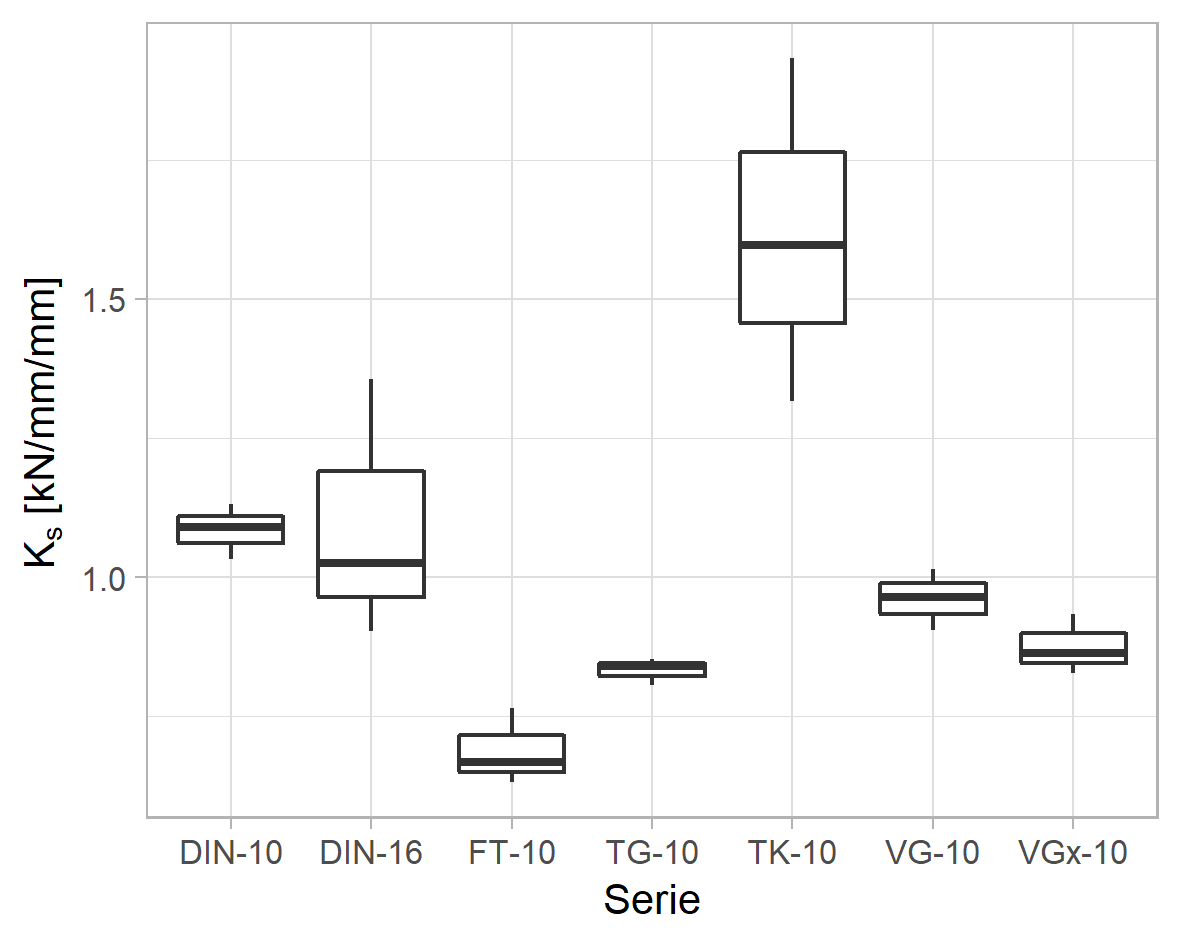 Ks [kN/mm/mm]
1.5
1.0
DIN-10 DIN-16 FT-10 TG-10 TK-10 VG-10 VGx-10
Serie